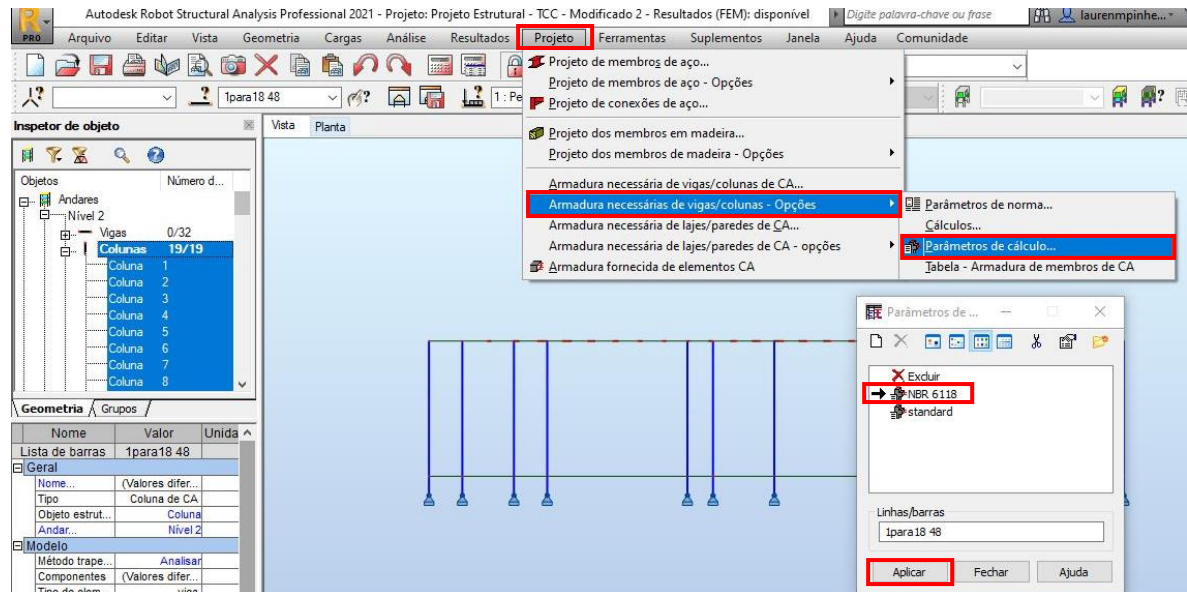 Autodesk Robot Structural Analysis Professional 2021 - Projeto: Projeto Estrutural - TCC - Modificado 2 - Resultados (FEM): disponível
Digite palavra-chave ou frase
laurenmpinhe...
PRO
Arquivo Editar Vista Geometria Cargas Análise Resultados Projeto Ferramentas Suplementos Janela Ajuda Comunidade
1para18 48
1 : Pe
Projeto de membros de aço...
Projeto de membros de aço - Opções
Projeto de conexões de aço...
Projeto dos membros em madeira...
Projeto dos membros de madeira - Opções
Armadura necessária de vigas/colunas de CA...
Armadura necessárias de vigas/colunas - Opções
Armadura necessária de lajes/paredes de CA...
Armadura necessária de lajes/paredes de CA - opções
Armadura fornecida de elementos CA
Parâmetros de norma...
Cálculos...
Parâmetros de cálculo...
Tabela - Armadura de membros de CA
Inspetor de objeto
Vista Planta
Objetos Número d...
Andares
Nível 2
Vigas 0/32
Colunas 19/19
Coluna 1
Coluna 2
Coluna 3
Coluna 4
Coluna 5
Coluna 6
Coluna 7
Coluna 8
Geometria Grupos
Nome Valor Unida
Lista de barras 1para18 48
Geral
Nome... (Valores difer...
Tipo Coluna de CA
Objeto estrut... Coluna
Andar... Nível 2
Modelo
Método trape... Analisar
Componentes (Valores difer...
Tipo de elem... viga
Parâmetros de ...
Excluir
NBR 6118
standard
Linhas/barras
1para18 48
Aplicar Fechar Ajuda